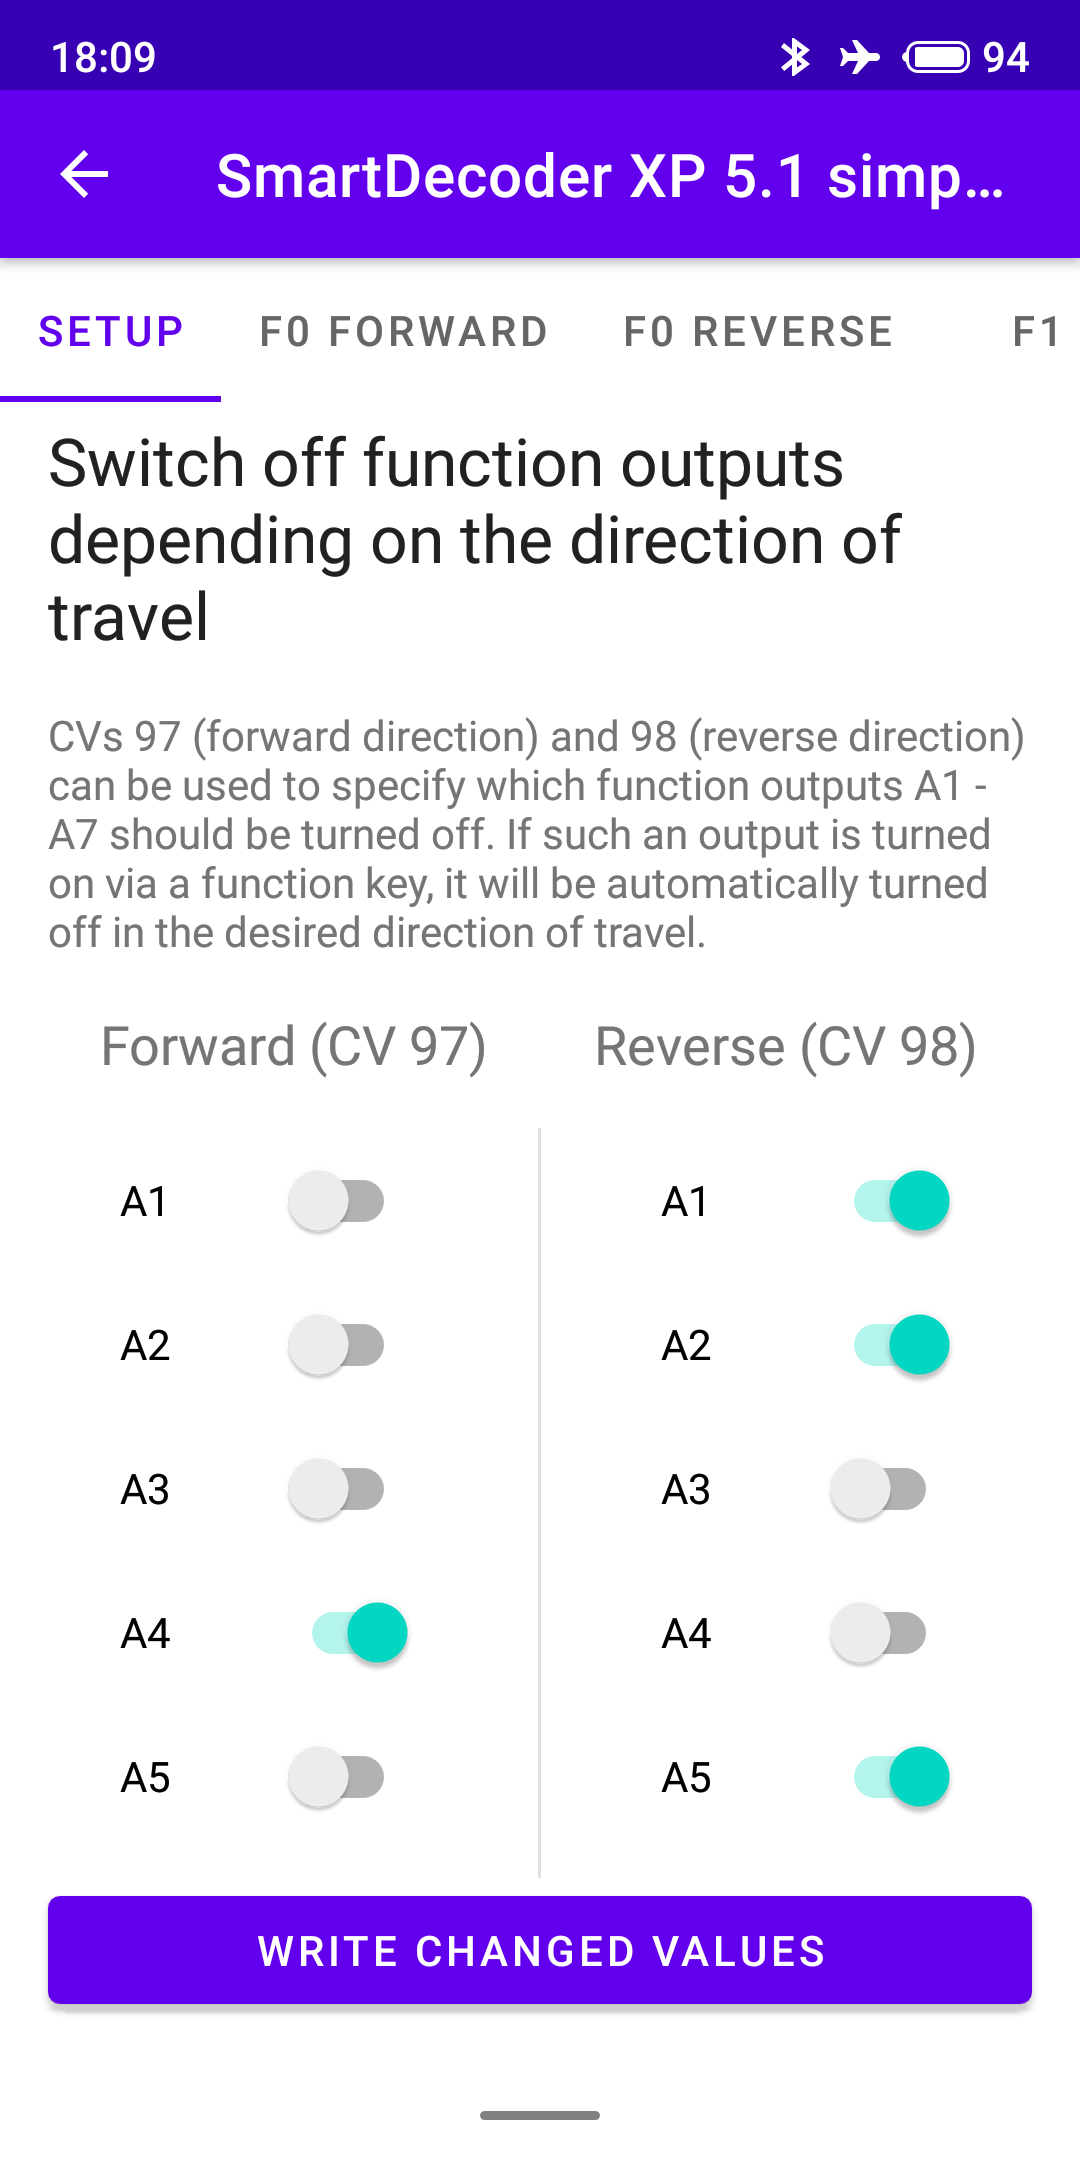 18:09
94
SmartDecoder XP 5.1 simp...
SETUP
F0 FORWARD
F0 REVERSE
F1
Switch off function outputs
depending on the direction of
travel
CVs 97 (forward direction) and 98 (reverse direction)
can be used to specify which function outputs A1 -
A7 should be turned off. If such an output is turned
on via a function key, it will be automatically turned
off in the desired direction of travel.
Forward (CV 97)
Reverse (CV 98)
A1
A1
A2
A2
A3
A3
A4
A4
A5
A5
WRITE CHANGED VALUES